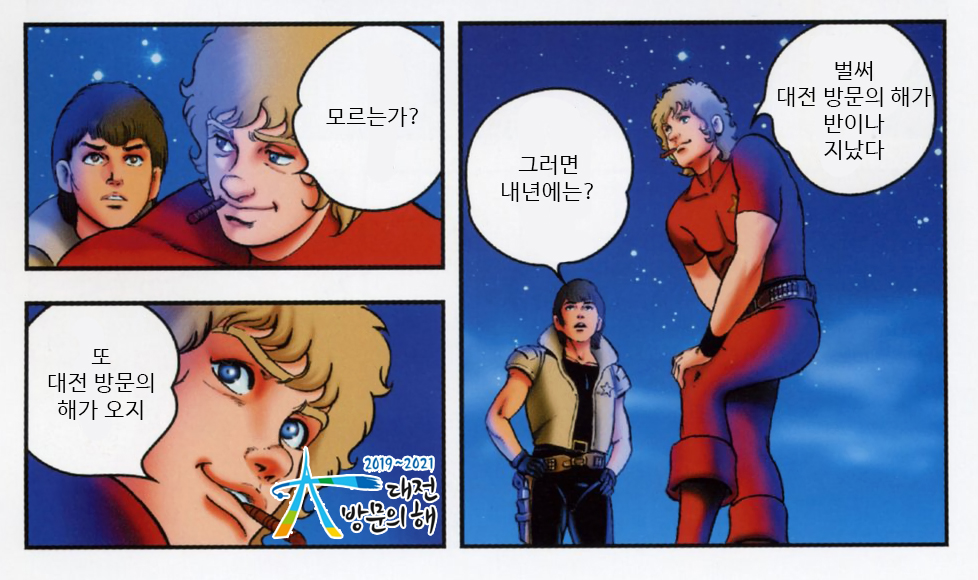 벌써
대전 방문의 해가
반이나
지났다
그러면
내년에는?
모르는가?
또
대전 방문의
해가 오지
2019~2021
대전
방문의 해